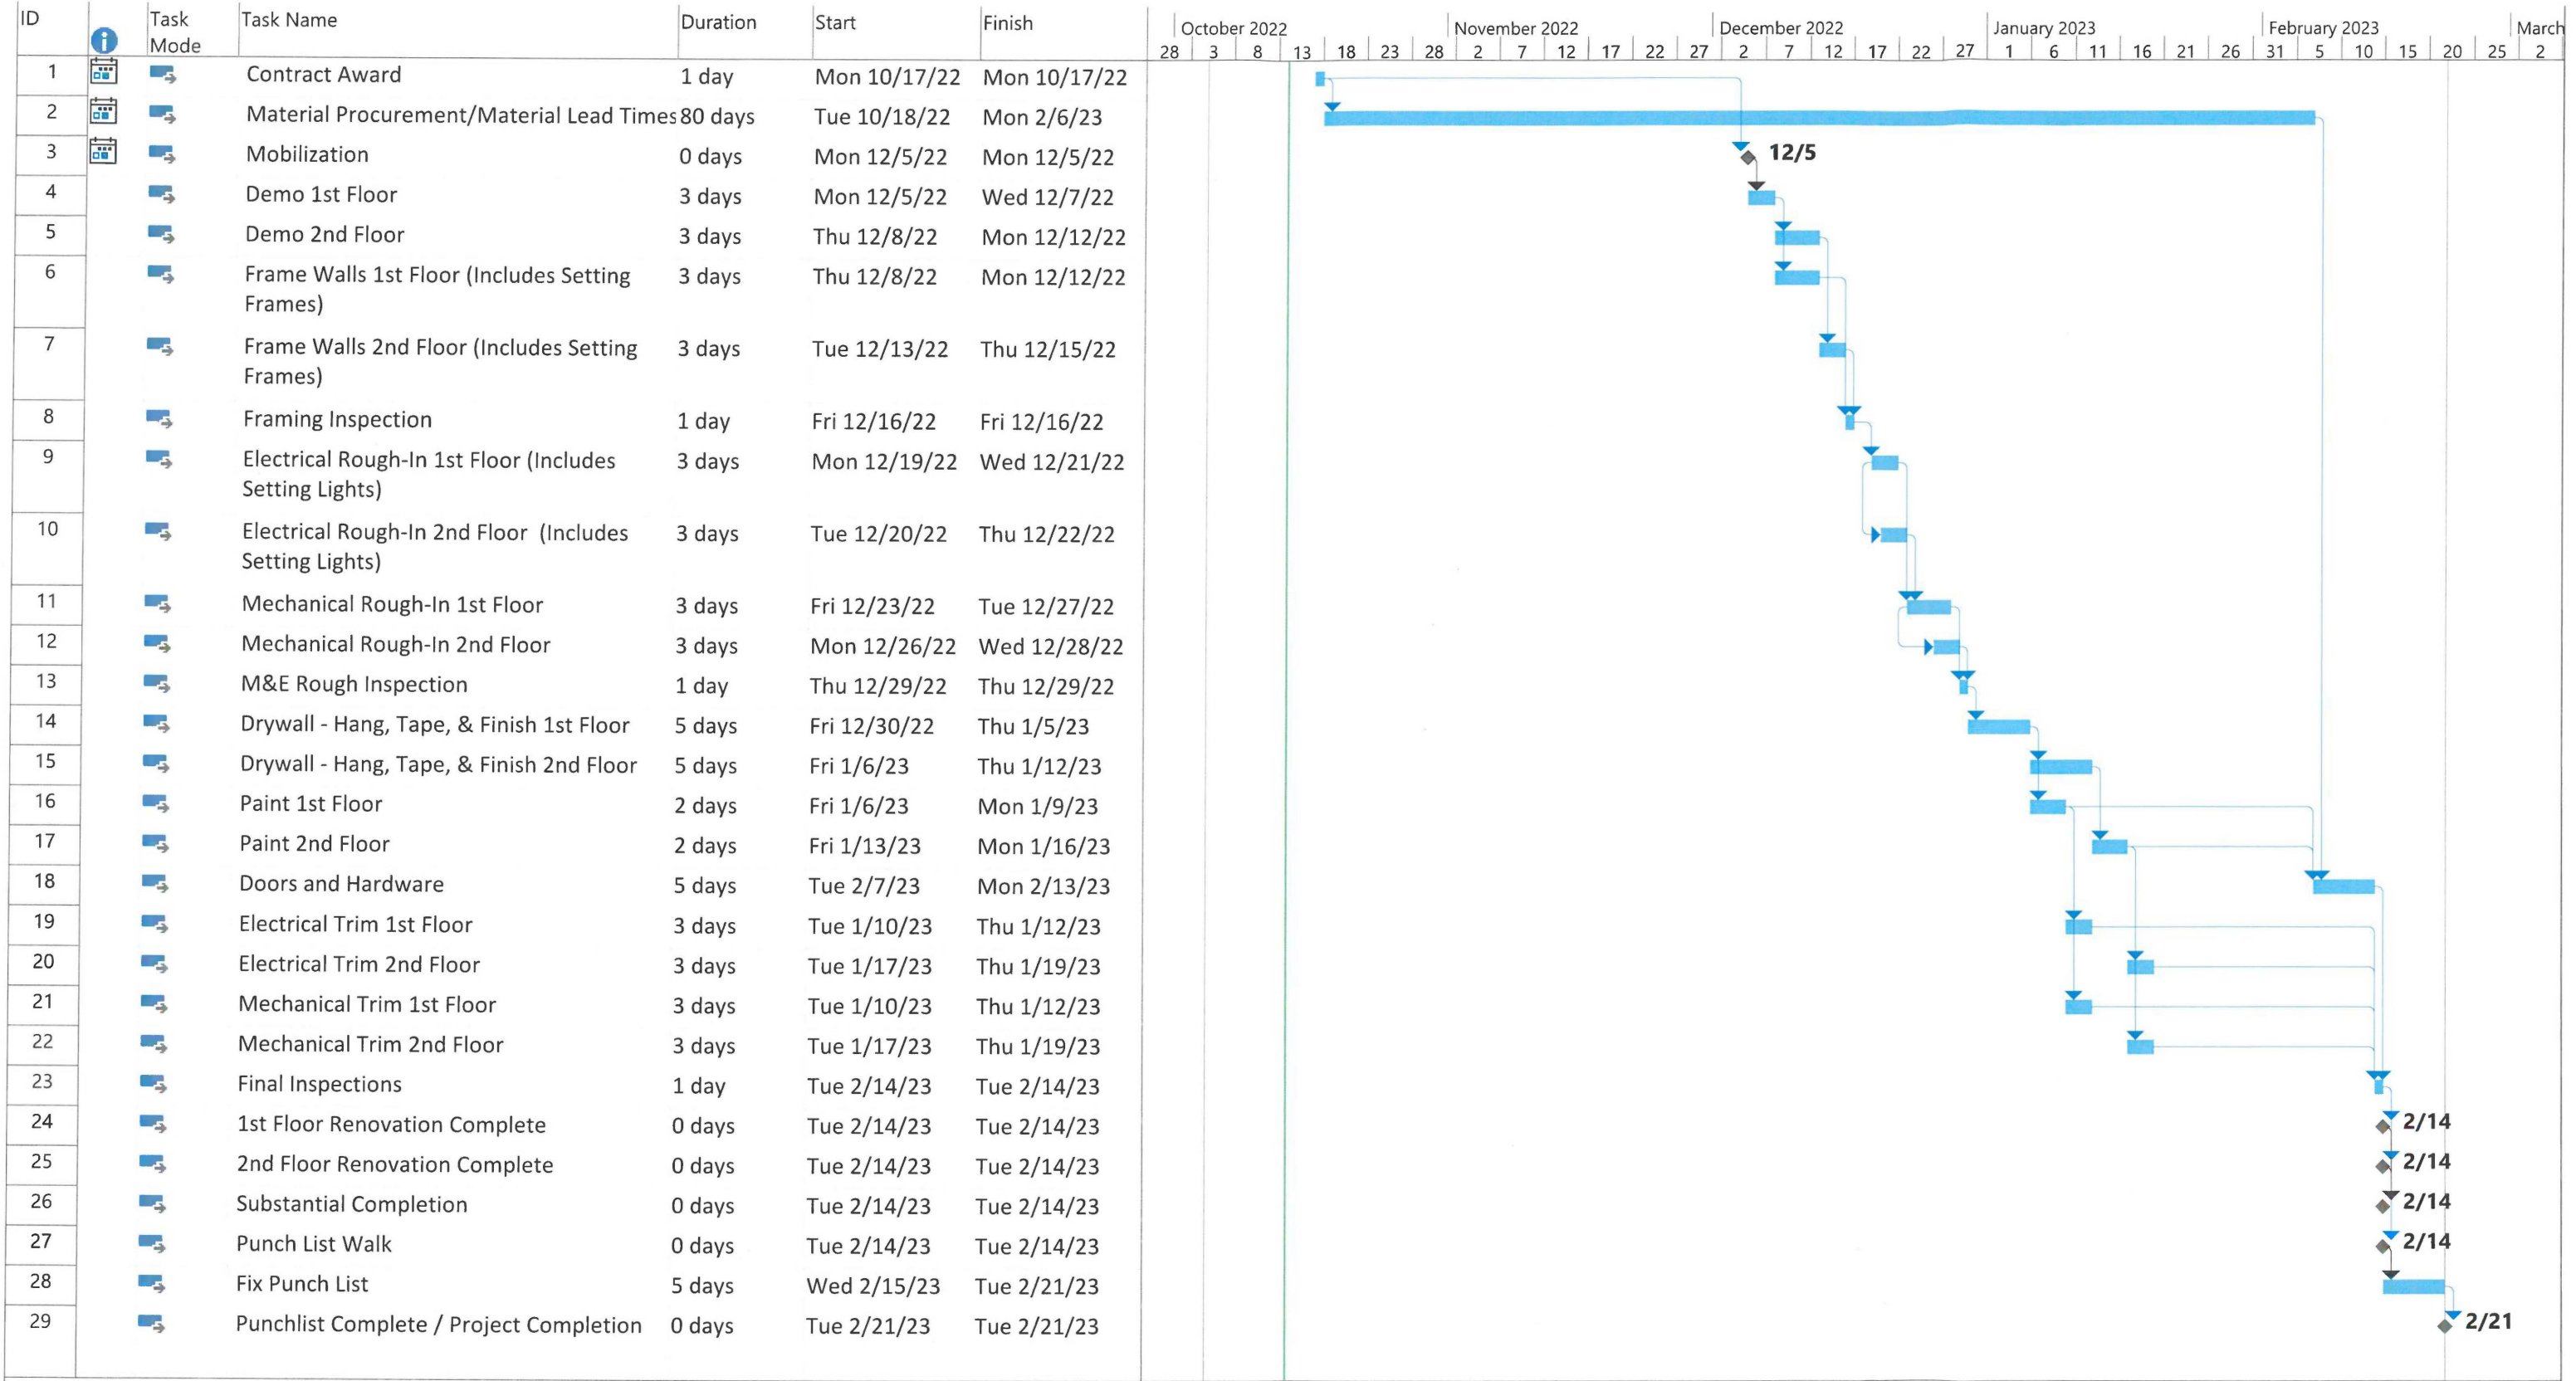 ID Task Mode Task Name Duration Start Finish
October 2022 November 2022 December 2022 January 2023 February 2023 March
28 3 8 13 18 23 28 2 7 12 17 22 27 2 7 12 17 22 27 1 6 11 16 21 26 31 5 10 15 20 25 2
1 Contract Award 1 day Mon 10/17/22 Mon 10/17/22
2 Material Procurement/Material Lead Times 80 days Tue 10/18/22 Mon 2/6/23
3 Mobilization 0 days Mon 12/5/22 Mon 12/5/22 12/5
4 Demo 1st Floor 3 days Mon 12/5/22 Wed 12/7/22
5 Demo 2nd Floor 3 days Thu 12/8/22 Mon 12/12/22
6 Frame Walls 1st Floor (Includes Setting 3 days Thu 12/8/22 Mon 12/12/22
Frames)
7 Frame Walls 2nd Floor (Includes Setting 3 days Tue 12/13/22 Thu 12/15/22
Frames)
8 Framing Inspection 1 day Fri 12/16/22 Fri 12/16/22
9 Electrical Rough-In 1st Floor (Includes 3 days Mon 12/19/22 Wed 12/21/22
Setting Lights)
10 Electrical Rough-In 2nd Floor (Includes 3 days Tue 12/20/22 Thu 12/22/22
Setting Lights)
11 Mechanical Rough-In 1st Floor 3 days Fri 12/23/22 Tue 12/27/22
12 Mechanical Rough-In 2nd Floor 3 days Mon 12/26/22 Wed 12/28/22
13 M&E Rough Inspection 1 day Thu 12/29/22 Thu 12/29/22
14 Drywall - Hang, Tape, & Finish 1st Floor 5 days Fri 12/30/22 Thu 1/5/23
15 Drywall - Hang, Tape, & Finish 2nd Floor 5 days Fri 1/6/23 Thu 1/12/23
16 Paint 1st Floor 2 days Fri 1/6/23 Mon 1/9/23
17 Paint 2nd Floor 2 days Fri 1/13/23 Mon 1/16/23
18 Doors and Hardware 5 days Tue 2/7/23 Mon 2/13/23
19 Electrical Trim 1st Floor 3 days Tue 1/10/23 Thu 1/12/23
20 Electrical Trim 2nd Floor 3 days Tue 1/17/23 Thu 1/19/23
21 Mechanical Trim 1st Floor 3 days Tue 1/10/23 Thu 1/12/23
22 Mechanical Trim 2nd Floor 3 days Tue 1/17/23 Thu 1/19/23
23 Final Inspections 1 day Tue 2/14/23 Tue 2/14/23
24 1st Floor Renovation Complete 0 days Tue 2/14/23 Tue 2/14/23 2/14
25 2nd Floor Renovation Complete 0 days Tue 2/14/23 Tue 2/14/23 2/14
26 Substantial Completion 0 days Tue 2/14/23 Tue 2/14/23 2/14
27 Punch List Walk 0 days Tue 2/14/23 Tue 2/14/23 2/14
28 Fix Punch List 5 days Wed 2/15/23 Tue 2/21/23
29 Punchlist Complete / Project Completion 0 days Tue 2/21/23 Tue 2/21/23 2/21